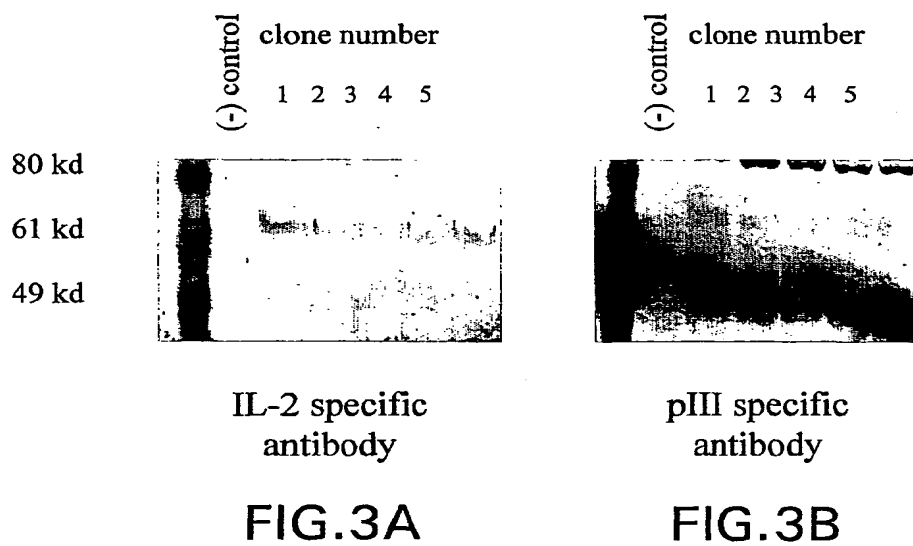 (-) control
clone number
1 2 3 4 5
(-) control
clone number
1 2 3 4 5
80 kd
61 kd
49 kd
IL-2 specific
antibody
pIII specific
antibody
FIG.3A
FIG.3B